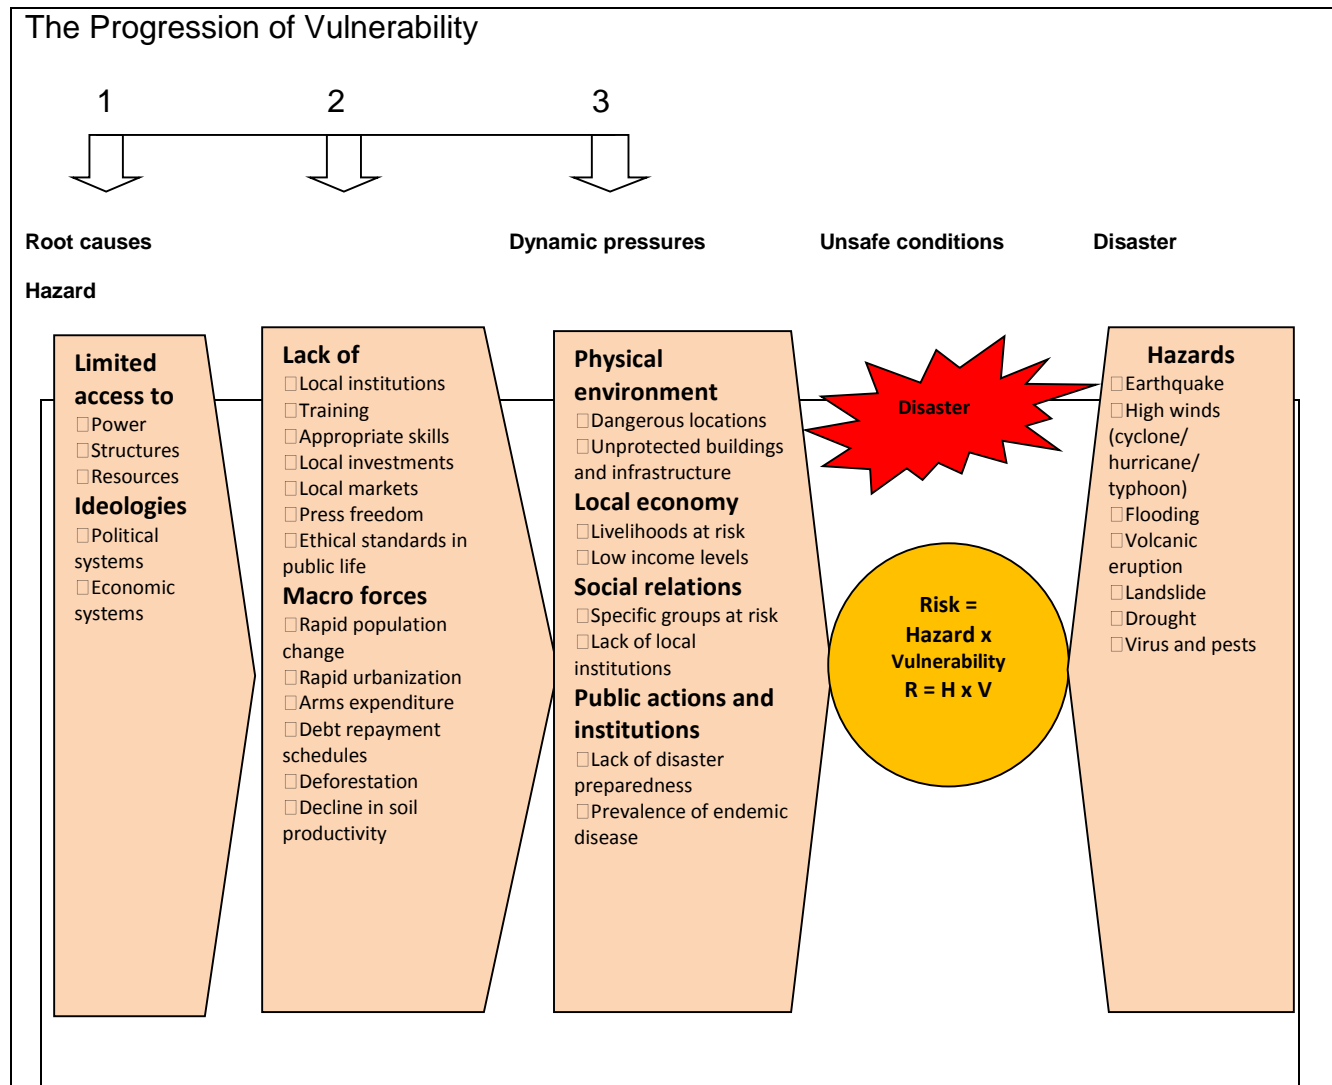 The Progression of Vulnerability
1
2
3
Root causes
Dynamic pressures
Unsafe conditions
Disaster
Hazard
Limited
access to
□Power
□Structures
□Resources
Ideologies
□Political
systems
□Economic
systems
Lack of
□Local institutions
□Training
□Appropriate skills
□Local investments
□Local markets
□Press freedom
□Ethical standards in
public life
Macro forces
□Rapid population
change
□Rapid urbanization
□Arms expenditure
□Debt repayment
schedules
□Deforestation
□Decline in soil
productivity
Physical
environment
□Dangerous locations
□Unprotected buildings
and infrastructure
Local economy
□Livelihoods at risk
□Low income levels
Social relations
□Specific groups at risk
□Lack of local
institutions
Public actions and
institutions
□Lack of disaster
preparedness
□Prevalence of endemic
disease
Disaster
Risk =
Hazard x
Vulnerability
R = H x V
Hazards
□Earthquake
□High winds
(cyclone/
hurricane/
typhoon)
□Flooding
□Volcanic
eruption
□Landslide
□Drought
□Virus and pests